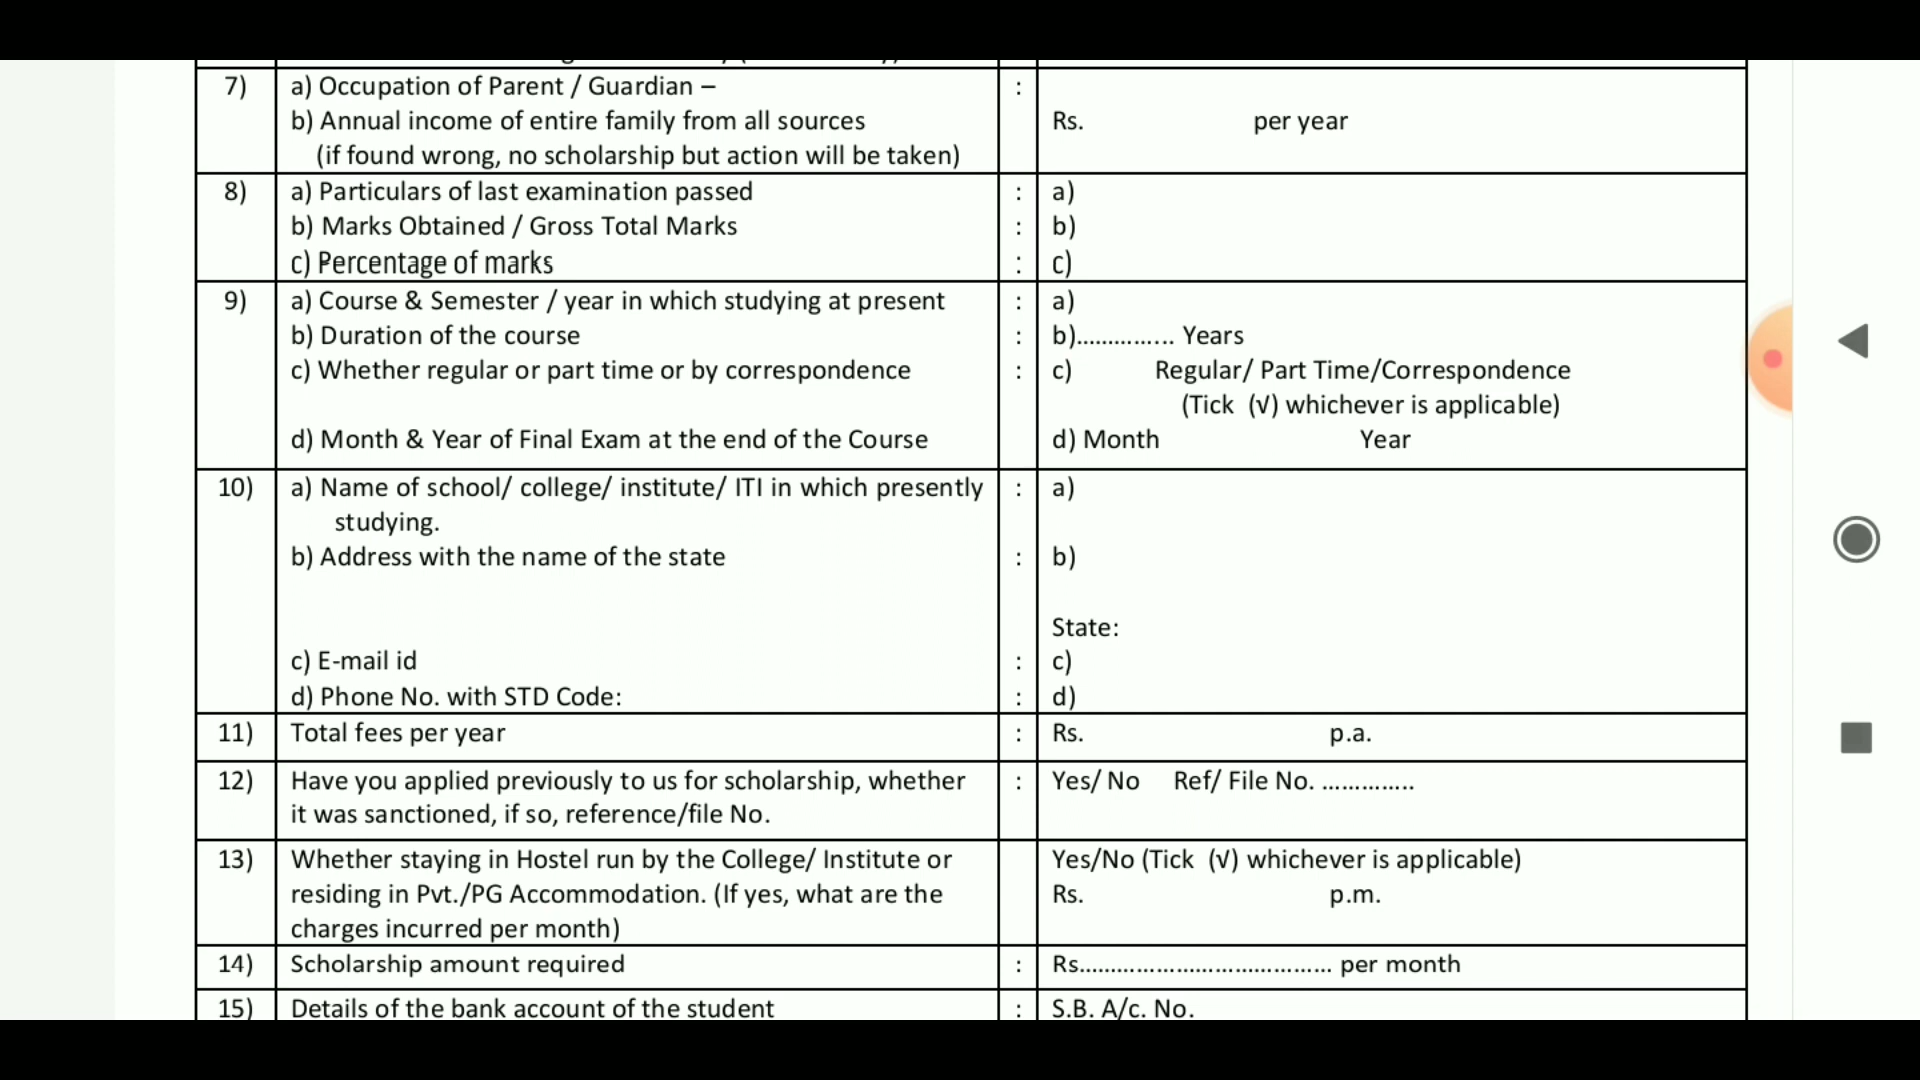 7) a) Occupation of Parent / Guardian – :
b) Annual income of entire family from all sources Rs. per year
(if found wrong, no scholarship but action will be taken)
8) a) Particulars of last examination passed : a)
b) Marks Obtained / Gross Total Marks : b)
c) Percentage of marks : c)
9) a) Course & Semester / year in which studying at present : a)
b) Duration of the course : b).............. Years
c) Whether regular or part time or by correspondence : c) Regular/ Part Time/Correspondence
(Tick (√) whichever is applicable)
d) Month & Year of Final Exam at the end of the Course d) Month Year
10) a) Name of school/ college/ institute/ ITI in which presently : a)
studying.
b) Address with the name of the state : b)
State:
c) E-mail id : c)
d) Phone No. with STD Code: : d)
11) Total fees per year : Rs. p.a.
12) Have you applied previously to us for scholarship, whether : Yes/ No Ref/ File No. ..............
it was sanctioned, if so, reference/file No.
13) Whether staying in Hostel run by the College/ Institute or Yes/No (Tick (√) whichever is applicable)
residing in Pvt./PG Accommodation. (If yes, what are the Rs. p.m.
charges incurred per month)
14) Scholarship amount required : Rs...................................... per month
15) Details of the bank account of the student : S.B. A/c. No.